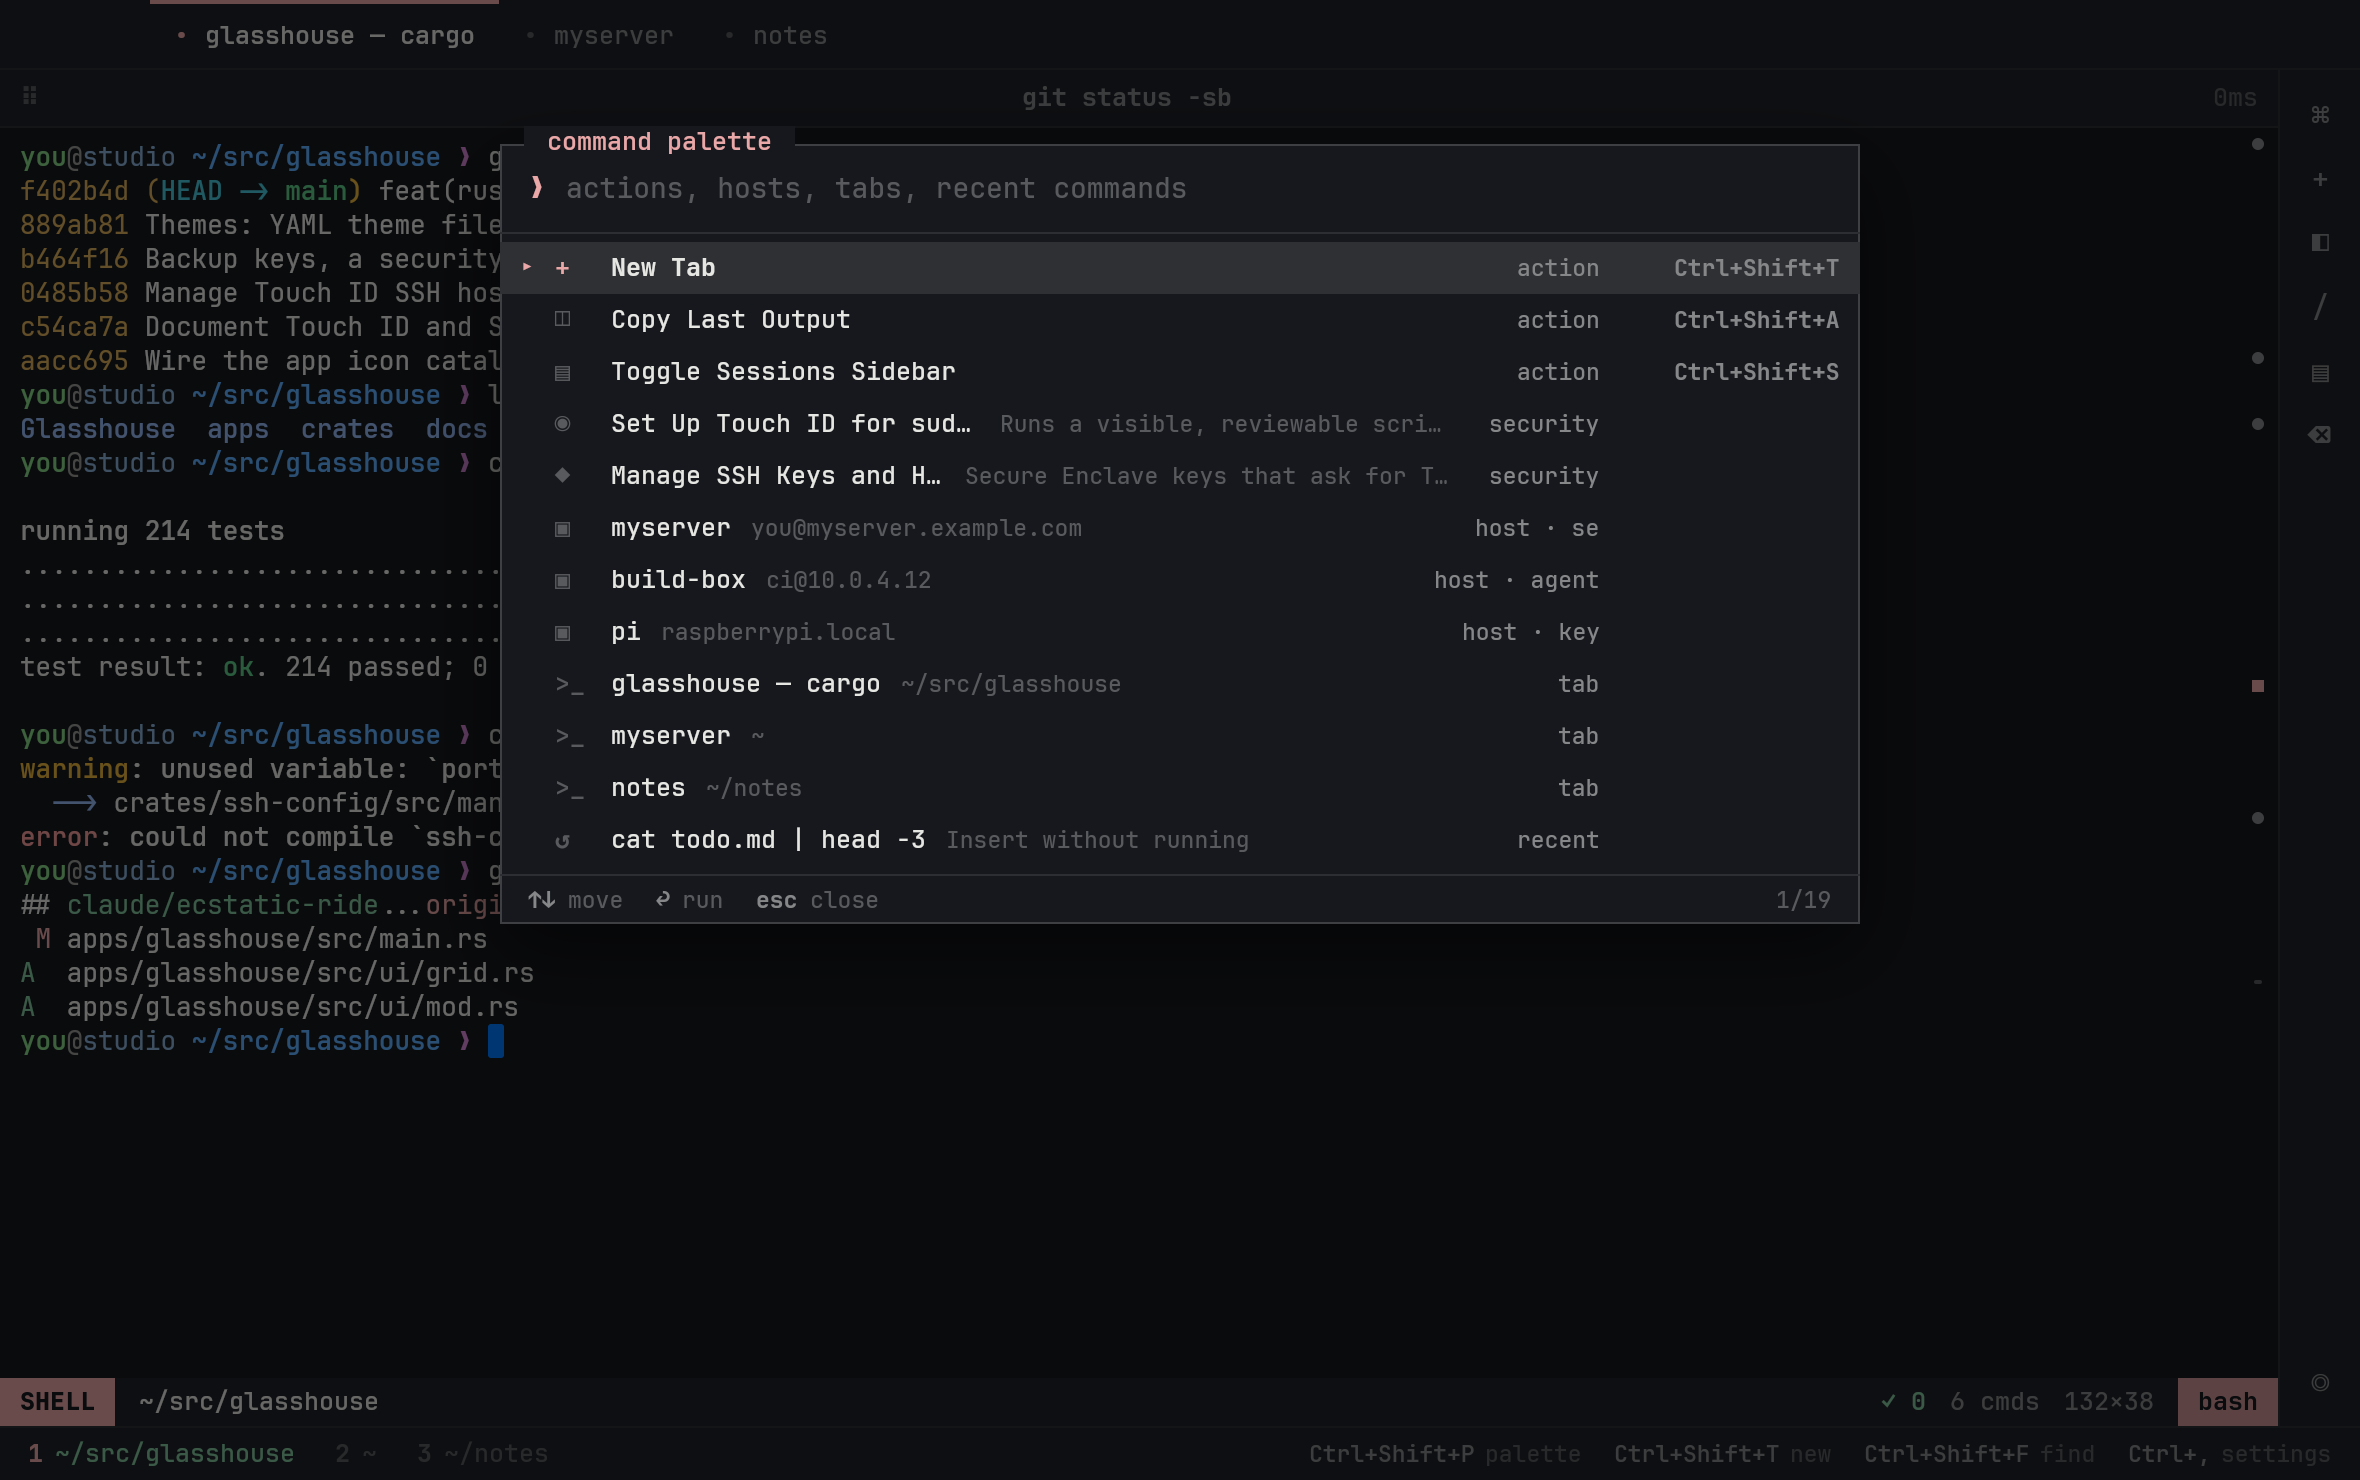 • glasshouse — cargo • myserver • notes
git status -sb 0ms
command palette
❱ actions, hosts, tabs, recent commands
▸ + New Tab action Ctrl+Shift+T
Copy Last Output action Ctrl+Shift+A
Toggle Sessions Sidebar action Ctrl+Shift+S
Set Up Touch ID for sud… Runs a visible, reviewable scri… security
Manage SSH Keys and H… Secure Enclave keys that ask for T… security
myserver you@myserver.example.com host · se
build-box ci@10.0.4.12 host · agent
pi raspberrypi.local host · key
>_ glasshouse — cargo ~/src/glasshouse tab
>_ myserver ~ tab
>_ notes ~/notes tab
↺ cat todo.md | head -3 Insert without running recent
↑↓ move ↩ run esc close 1/19
you@studio ~/src/glasshouse ❱ g
f402b4d (HEAD -> main) feat(rus
889ab81 Themes: YAML theme file
b464f16 Backup keys, a security
0485b58 Manage Touch ID SSH hos
c54ca7a Document Touch ID and S
aacc695 Wire the app icon catal
you@studio ~/src/glasshouse ❱ l
Glasshouse apps crates docs
you@studio ~/src/glasshouse ❱ c
running 214 tests
................................
................................
................................
test result: ok. 214 passed; 0
you@studio ~/src/glasshouse ❱ c
warning: unused variable: `port
--> crates/ssh-config/src/man
error: could not compile `ssh-c
you@studio ~/src/glasshouse ❱ g
## claude/ecstatic-ride...origi
M apps/glasshouse/src/main.rs
A apps/glasshouse/src/ui/grid.rs
A apps/glasshouse/src/ui/mod.rs
you@studio ~/src/glasshouse ❱
SHELL ~/src/glasshouse ✓ 0 6 cmds 132×38 bash
1 ~/src/glasshouse 2 ~ 3 ~/notes Ctrl+Shift+P palette Ctrl+Shift+T new Ctrl+Shift+F find Ctrl+, settings